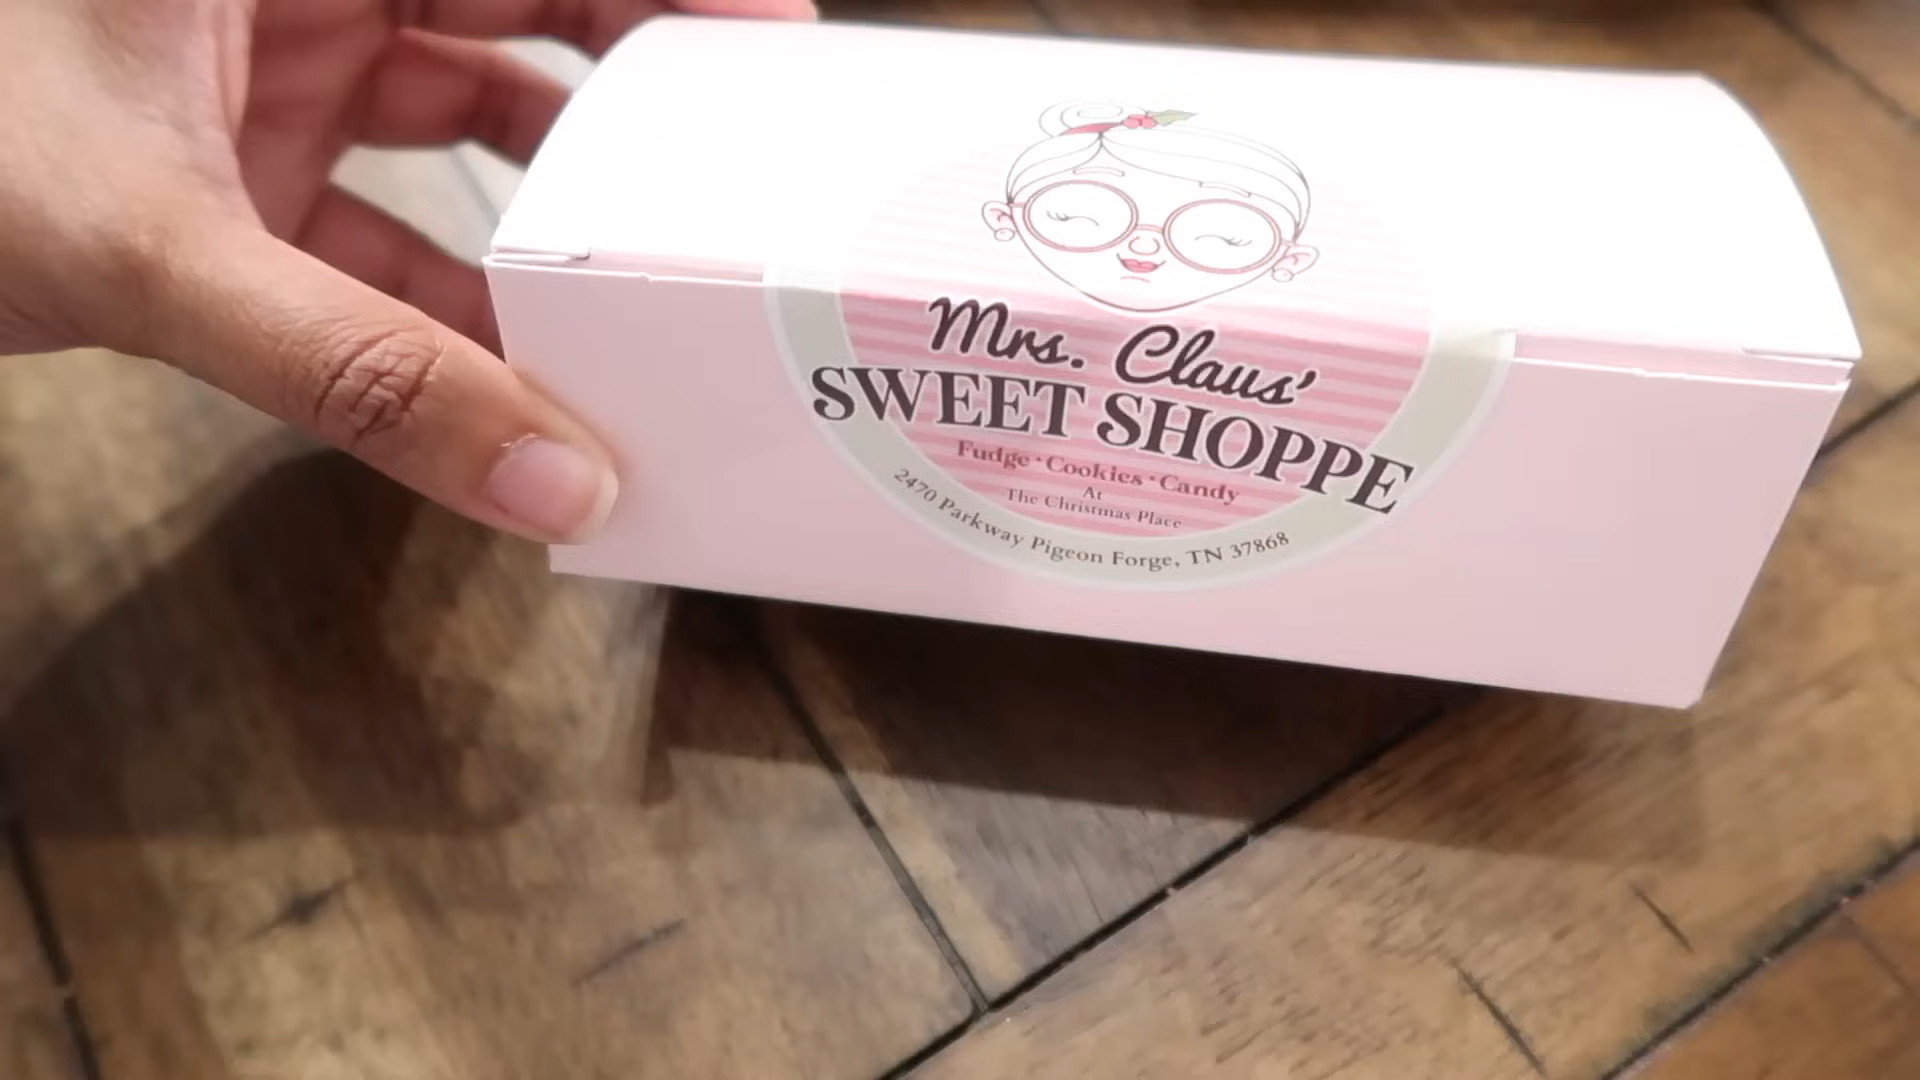 Mrs. Claus'
SWEET SHOPPE
Fudge · Cookies · Candy
At
The Christmas Place
2470 Parkway Pigeon Forge, TN 37868